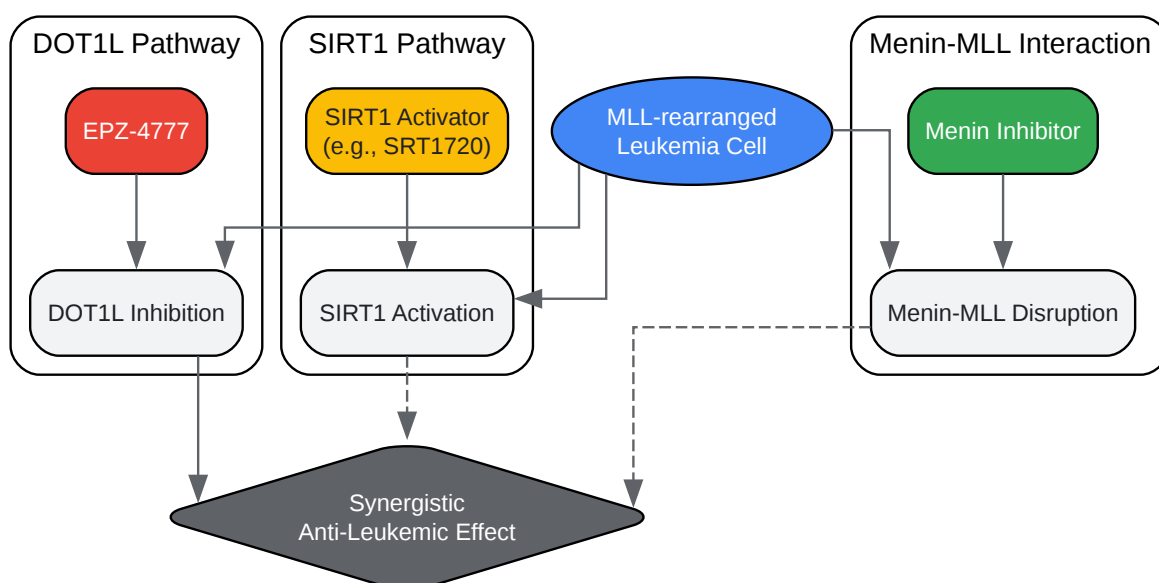 DOT1L Pathway
SIRT1 Pathway
Menin-MLL Interaction
EPZ-4777
SIRT1 Activator
(e.g., SRT1720)
MLL-rearranged
Leukemia Cell
Menin Inhibitor
DOT1L Inhibition
SIRT1 Activation
Menin-MLL Disruption
Synergistic
Anti-Leukemic Effect